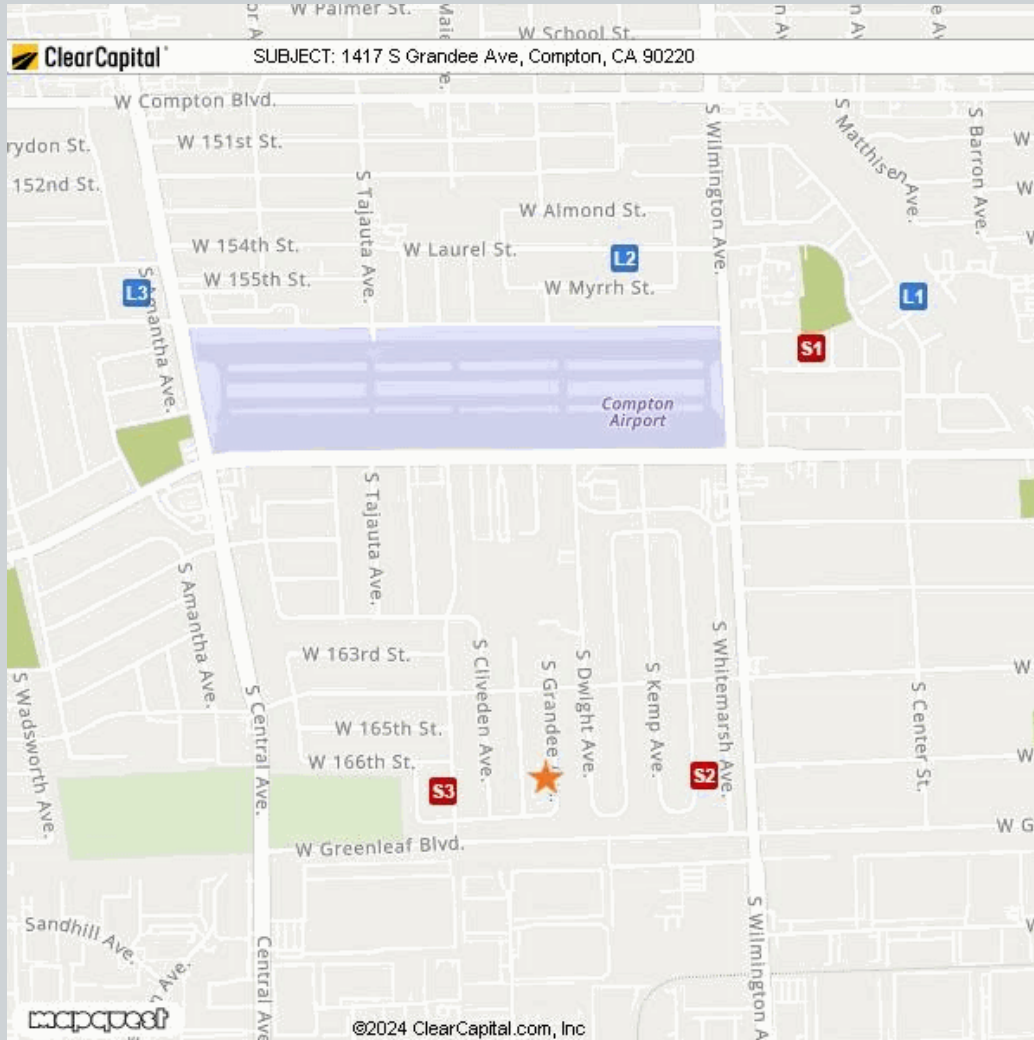 W Palmer St.
W School St.
ClearCapital
SUBJECT: 1417 S Grandee Ave, Compton, CA 90220
W Compton Blvd.
S Wilmington Ave.
S Matthisen Ave.
S Barron Ave.
rydon St.
W 151st St.
W
152nd St.
S Tajauta Ave.
W
W Almond St.
W 154th St.
W Laurel St.
L2
W 155th St.
W Myrrh St.
L3
L1
S Amantha Ave.
S1
Compton
Airport
S Tajauta Ave.
S Amantha Ave.
W 163rd St.
S Cliveden Ave.
S Grandee
S Dwight Ave.
S Kemp Ave.
S Whitemarsh Ave.
W
S Wadsworth Ave.
S Central Ave.
W 165th St.
S Center St.
W 166th St.
W
S3
S2
W G
W Greenleaf Blvd.
Sandhill Ave.
Ave.
Central Ave
S Wilmington A
mapquest
©2024 ClearCapital.com, Inc